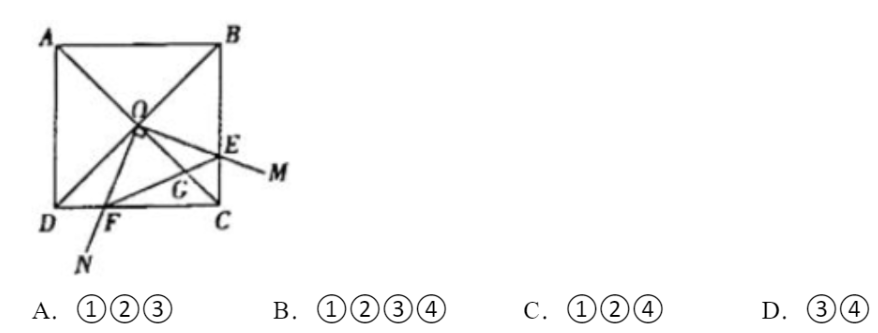 A B
O
E
M
G
D F C
N
A. ①②③ B. ①②③④ C. ①②④ D. ③④